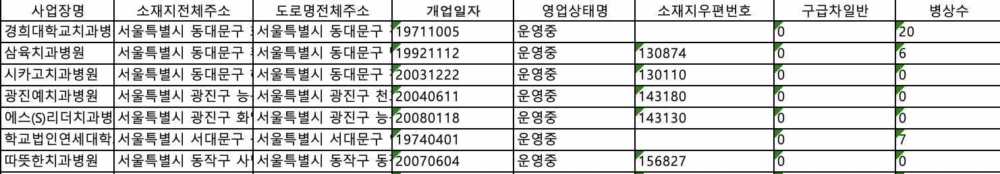 사업장명 소재지전체주소 도로명전체주소 개업일자 영업상태명 소재지우편번호 구급차일반 병상수
경희대학교치과병 서울특별시 동대문구 서울특별시 동대문구 19711005 운영중 0 20
삼육치과병원 서울특별시 동대문구 서울특별시 동대문구 19921112 운영중 130874 0 6
시카고치과병원 서울특별시 동대문구 서울특별시 동대문구 20031222 운영중 130110 0 0
광진예치과병원 서울특별시 광진구 능 서울특별시 광진구 천 20040611 운영중 143180 0 0
에스(S)리더치과병 서울특별시 광진구 화 서울특별시 광진구 능 20080118 운영중 143130 0 0
학교법인연세대학 서울특별시 서대문구 서울특별시 서대문구 19740401 운영중 0 7
따뜻한치과병원 서울특별시 동작구 사 서울특별시 동작구 동 20070604 운영중 156827 0 0